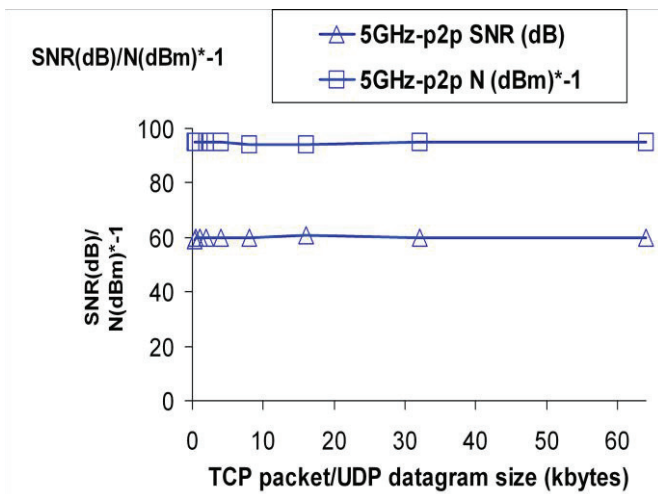 5GHz-p2p SNR (dB)
SNR(dB)/N(dBm)*-1
5GHz-p2p N (dBm)*-1
100
80
60
40
20
0
SNR(dB)/
N(dBm)*-1
0 10 20 30 40 50 60
TCP packet/UDP datagram size (kbytes)